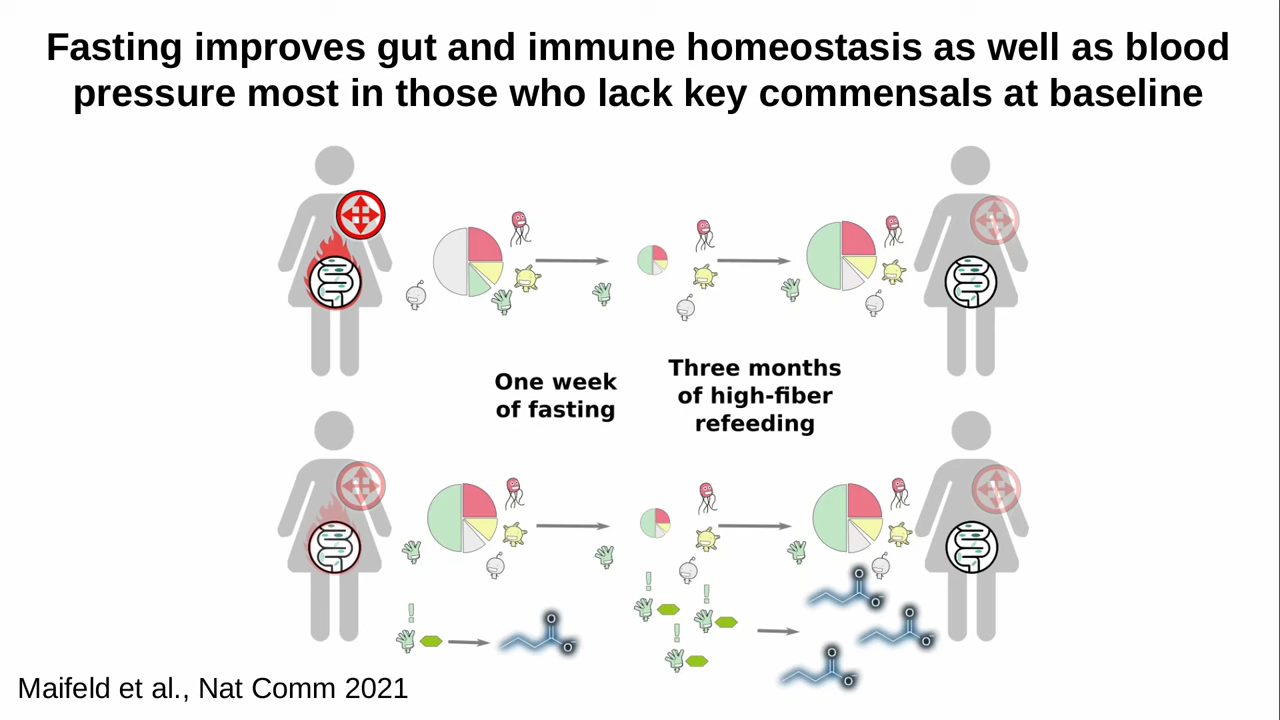 Fasting improves gut and immune homeostasis as well as blood
pressure most in those who lack key commensals at baseline
One week
of fasting
Three months
of high-fiber
refeeding
!
!
!
!
O
O⁻
O
O⁻
O
O⁻
O
O⁻
Maifeld et al., Nat Comm 2021